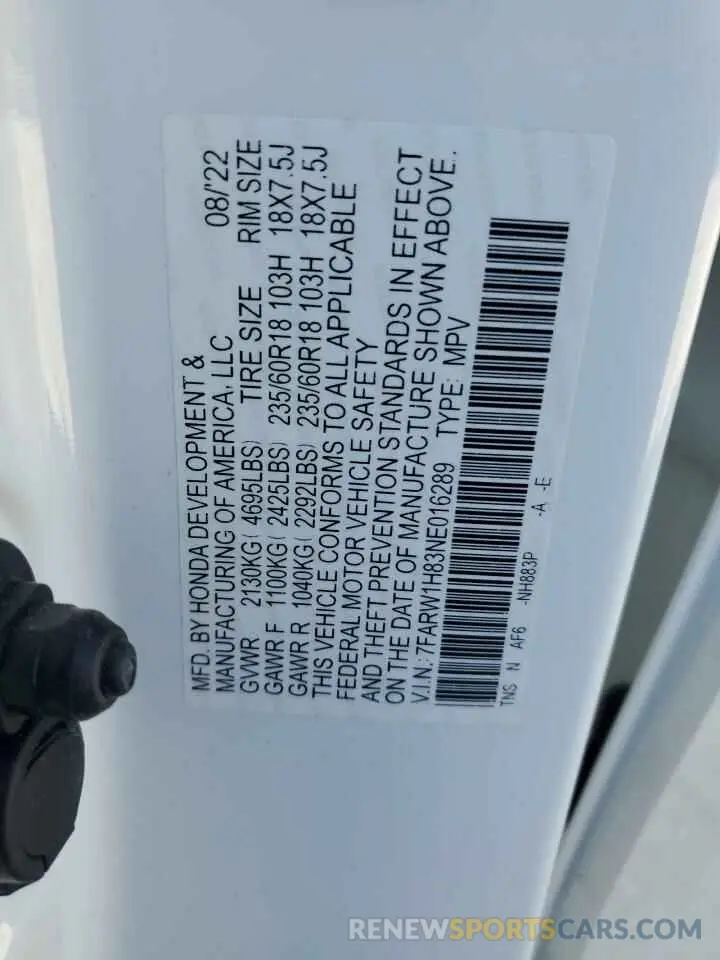 MFD. BY HONDA DEVELOPMENT &
MANUFACTURING OF AMERICA, LLC 08/'22
GVWR 2130KG( 4695LBS) TIRE SIZE RIM SIZE
GAWR F 1100KG( 2425LBS) 235/60R18 103H 18X7.5J
GAWR R 1040KG( 2292LBS) 235/60R18 103H 18X7.5J
THIS VEHICLE CONFORMS TO ALL APPLICABLE
FEDERAL MOTOR VEHICLE SAFETY
AND THEFT PREVENTION STANDARDS IN EFFECT
ON THE DATE OF MANUFACTURE SHOWN ABOVE..
V.I.N.: 7FARW1H83NE016289 TYPE: MPV
TNS N AF6 -NH883P -A -E
RENEWSPORTSCARS.COM